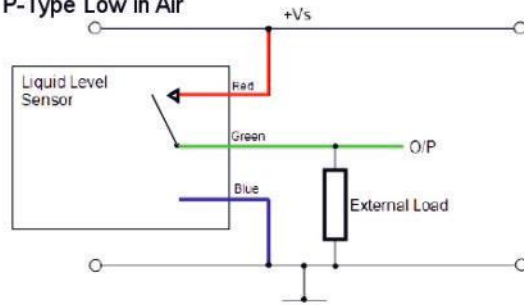 P-Type Low in Air
+Vs
Liquid Level
Sensor
Red
Green
O/P
Blue
External Load